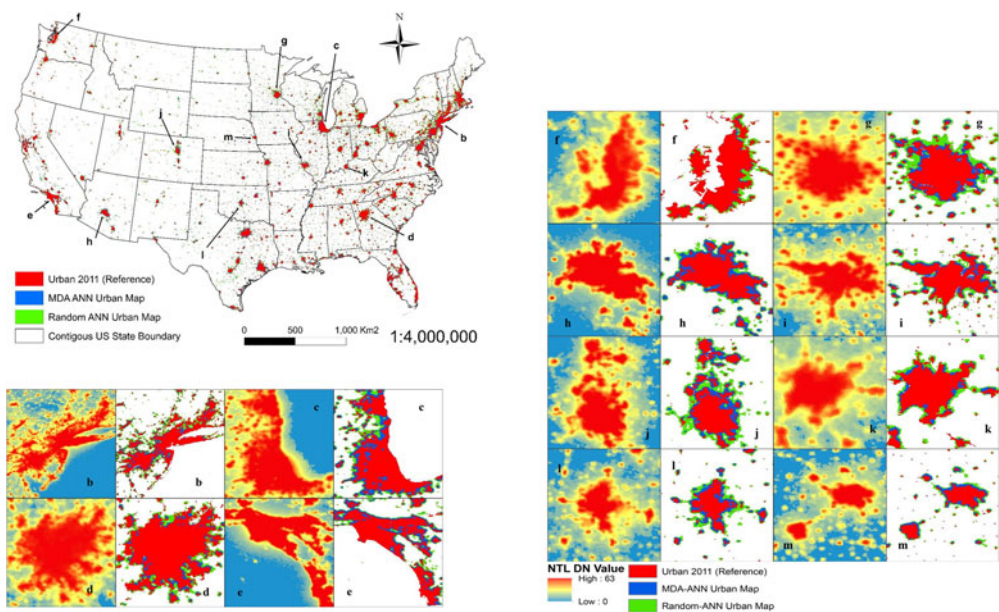 f
N
g
c
j
m
i
b
k
e
h
d
l
Urban 2011 (Reference)
MDA ANN Urban Map
Random ANN Urban Map
Contigous US State Boundary
0 500 1,000 Km2
1:4,000,000
b b c c
d d e e
f f g g
h h i i
j j k k
l l m m
NTL DN Value
High : 63
Low : 0
Urban 2011 (Reference)
MDA-ANN Urban Map
Random-ANN Urban Map